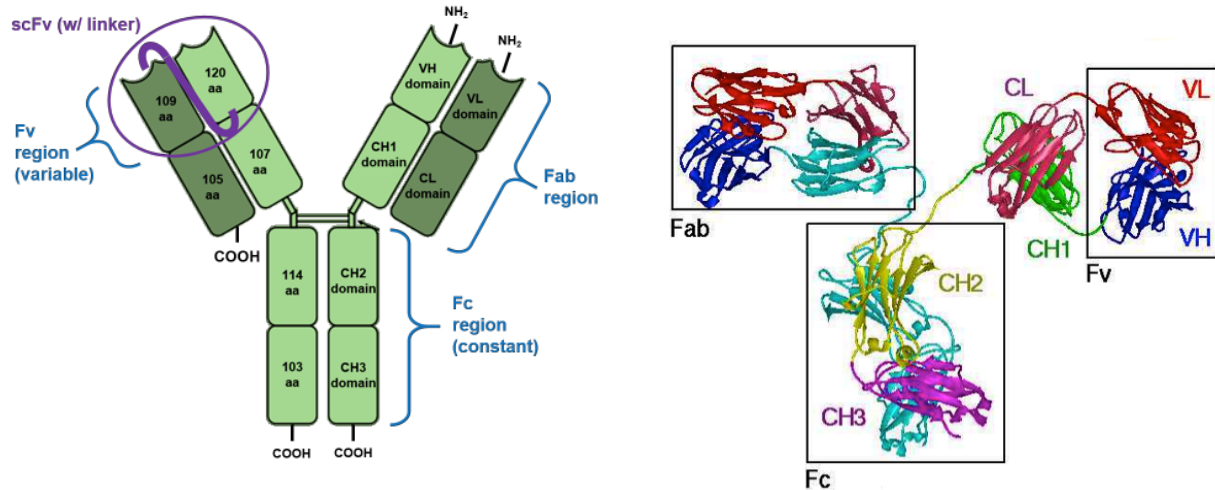 scFv (w/ linker)
NH₂
NH₂
120
aa
109
aa
107
aa
105
aa
VH
domain
VL
domain
CH1
domain
CL
domain
Fv
region
(variable)
Fab
region
COOH
114
aa
CH2
domain
103
aa
CH3
domain
Fc
region
(constant)
COOH
COOH
Fab
CL
VL
CH1
VH
Fv
CH2
CH3
Fc